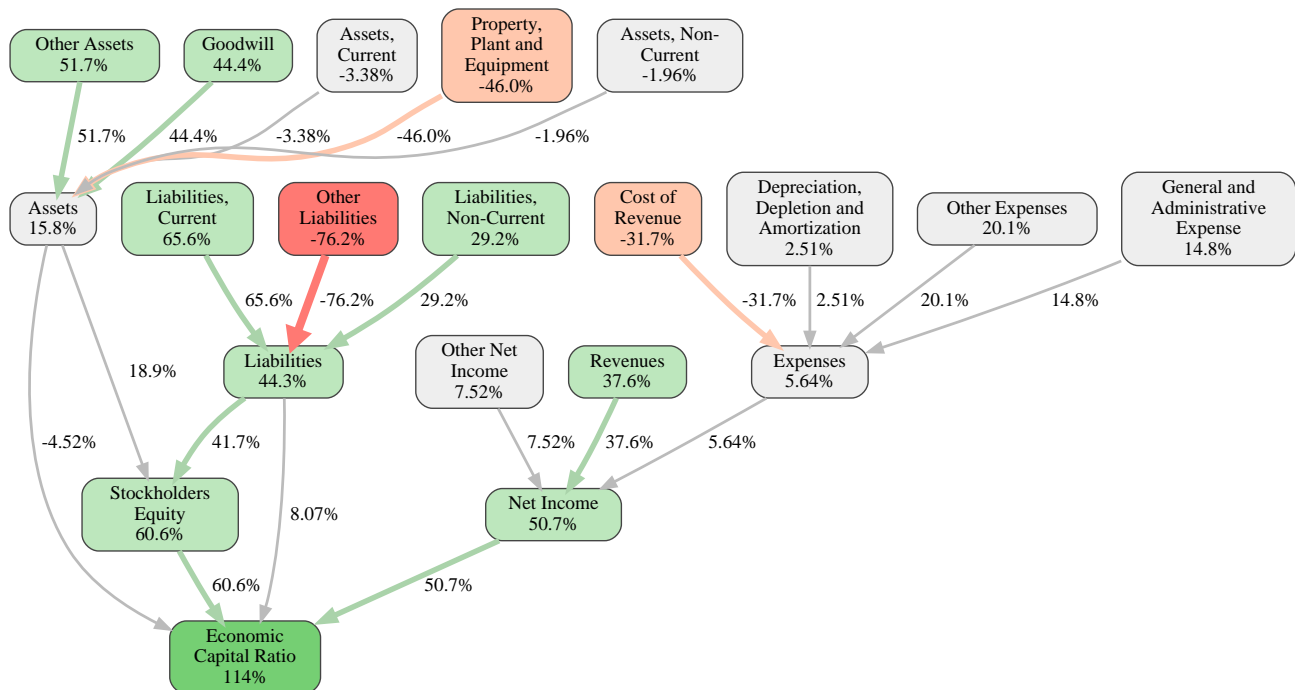 Other Assets
51.7%
Goodwill
44.4%
Assets,
Current
-3.38%
Property,
Plant and
Equipment
-46.0%
Assets, Non-
Current
-1.96%
51.7%
44.4%
-3.38%
-46.0%
-1.96%
Assets
15.8%
Liabilities,
Current
65.6%
Other
Liabilities
-76.2%
Liabilities,
Non-Current
29.2%
Cost of
Revenue
-31.7%
Depreciation,
Depletion and
Amortization
2.51%
Other Expenses
20.1%
General and
Administrative
Expense
14.8%
65.6%
-76.2%
29.2%
-31.7%
2.51%
20.1%
14.8%
18.9%
Liabilities
44.3%
Other Net
Income
7.52%
Revenues
37.6%
Expenses
5.64%
-4.52%
41.7%
7.52%
37.6%
5.64%
Stockholders
Equity
60.6%
8.07%
Net Income
50.7%
60.6%
50.7%
Economic
Capital Ratio
114%